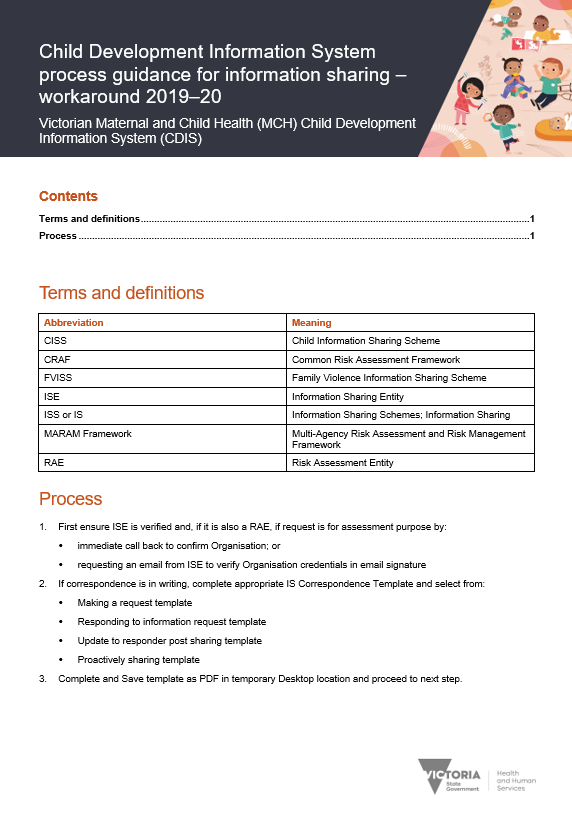 Child Development Information System
process guidance for information sharing –
workaround 2019–20
Victorian Maternal and Child Health (MCH) Child Development
Information System (CDIS)
Contents
Terms and definitions...1
Process...1
Terms and definitions
Abbreviation Meaning
CISS Child Information Sharing Scheme
CRAF Common Risk Assessment Framework
FVISS Family Violence Information Sharing Scheme
ISE Information Sharing Entity
ISS or IS Information Sharing Schemes; Information Sharing
MARAM Framework Multi-Agency Risk Assessment and Risk Management
Framework
RAE Risk Assessment Entity
Process
1. First ensure ISE is verified and, if it is also a RAE, if request is for assessment purpose by:
• immediate call back to confirm Organisation; or
• requesting an email from ISE to verify Organisation credentials in email signature
2. If correspondence is in writing, complete appropriate IS Correspondence Template and select from:
• Making a request template
• Responding to information request template
• Update to responder post sharing template
• Proactively sharing template
3. Complete and Save template as PDF in temporary Desktop location and proceed to next step.
VICTORIA
State
Government
Health
and Human
Services